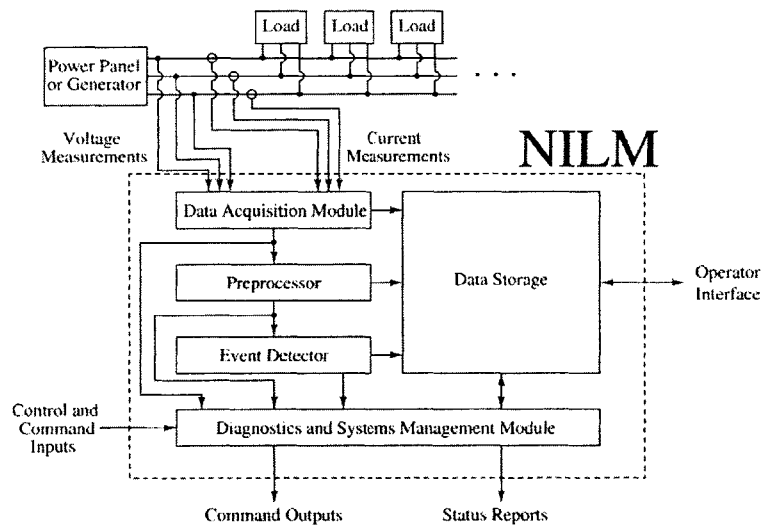 Load
Load
Load
Power Panel
or Generator
. . .
Voltage
Measurements
Current
Measurements
NILM
Data Acquisition Module
Preprocessor
Data Storage
Operator
Interface
Event Detector
Control and
Command
Inputs
Diagnostics and Systems Management Module
Command Outputs
Status Reports